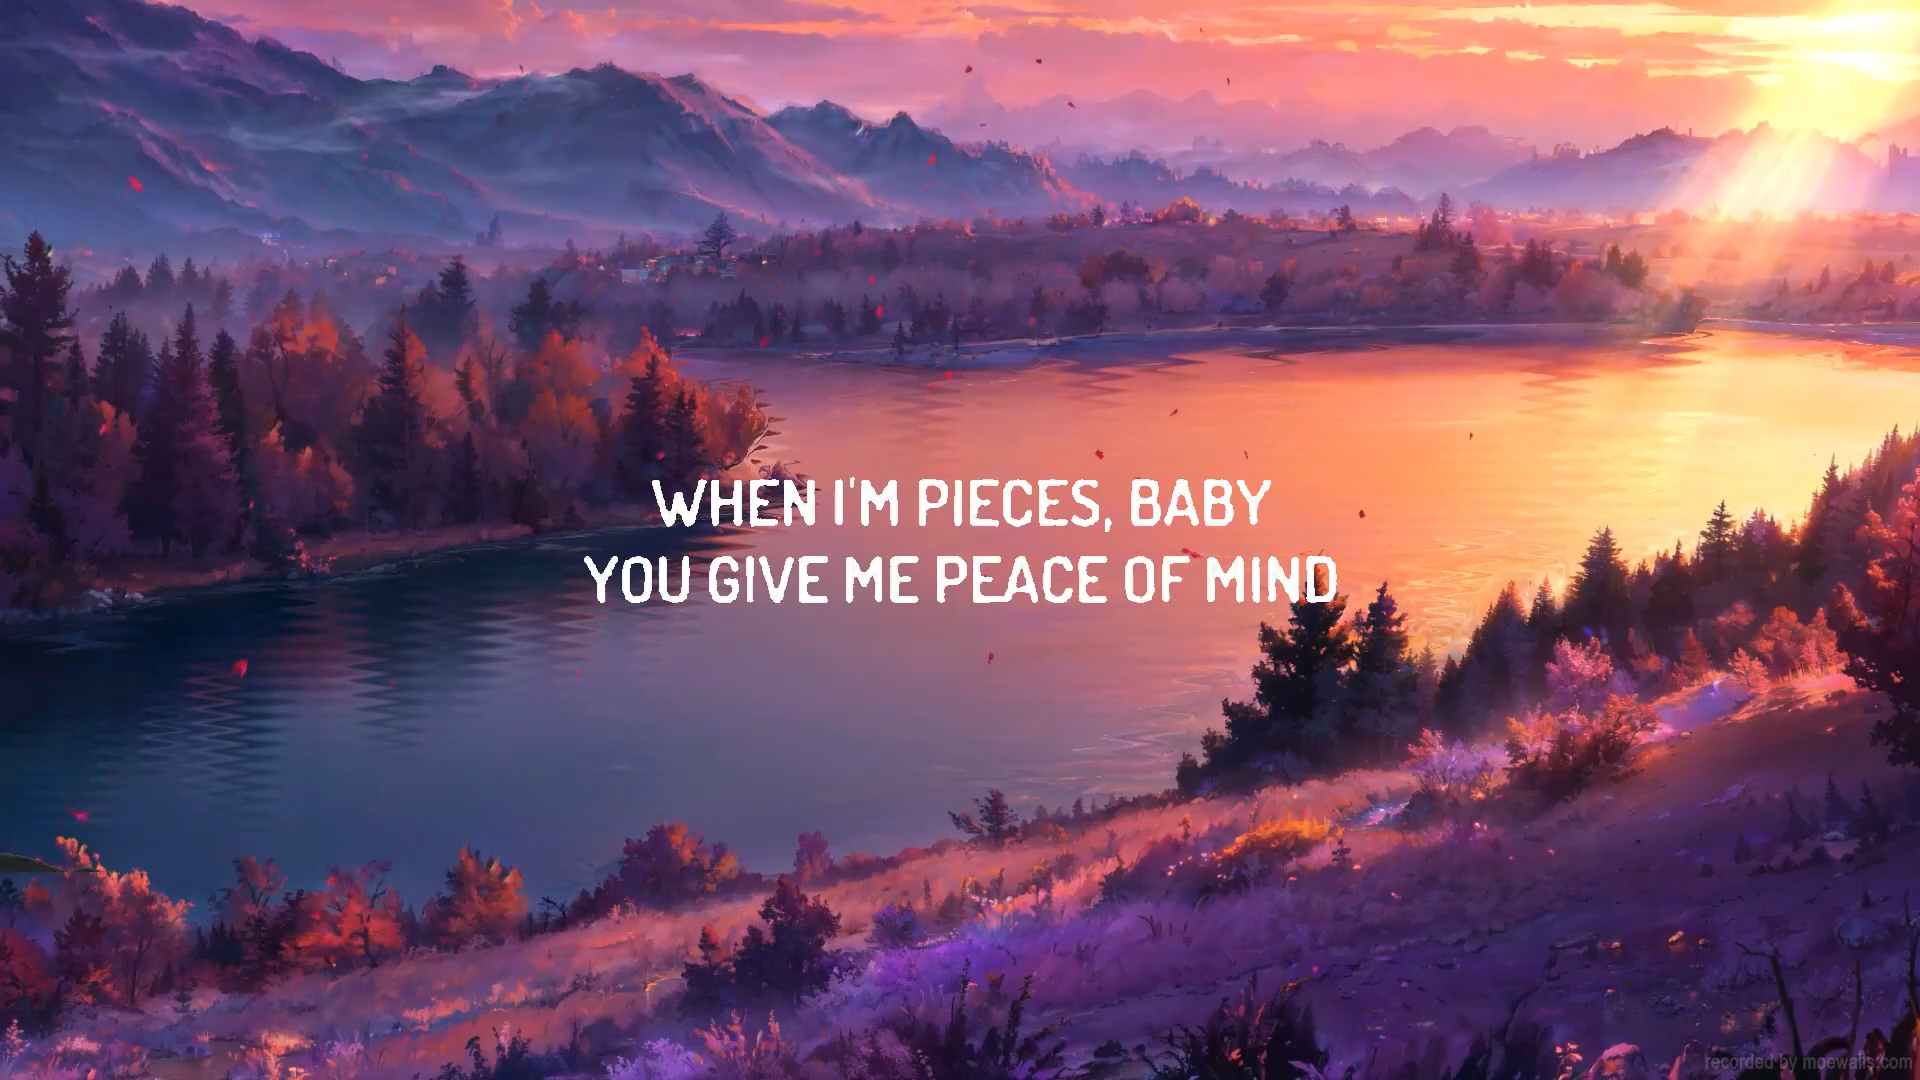 WHEN I'M PIECES, BABY
YOU GIVE ME PEACE OF MIND
recorded by moewalls.com